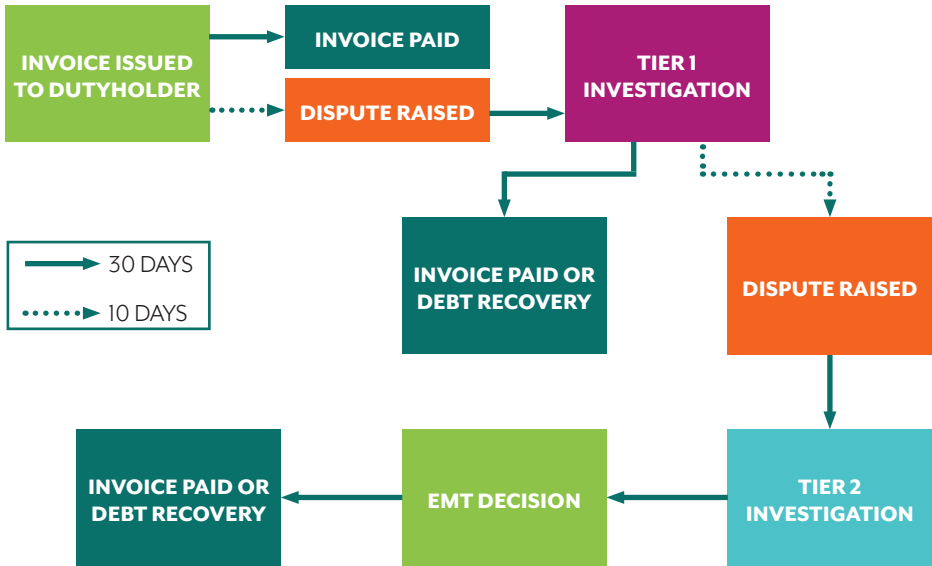 INVOICE ISSUED
TO DUTYHOLDER
INVOICE PAID
DISPUTE RAISED
TIER 1
INVESTIGATION
INVOICE PAID OR
DEBT RECOVERY
DISPUTE RAISED
30 DAYS
10 DAYS
INVOICE PAID OR
DEBT RECOVERY
EMT DECISION
TIER 2
INVESTIGATION